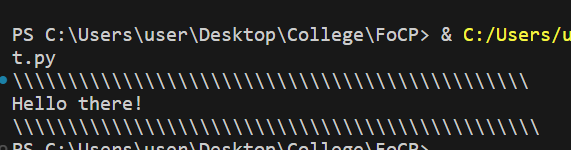 PS C:\Users\user\Desktop\College\FoCP> & C:/Users/u
t.py
\\\\\\\\\\\\\\\\\\\\\\\\\\\\\\\\\\\\\\\\\\\\\\\
Hello there!
\\\\\\\\\\\\\\\\\\\\\\\\\\\\\\\\\\\\\\\\\\\\\\\\
PS C:\Users\user\Desktop\College\FoCP>